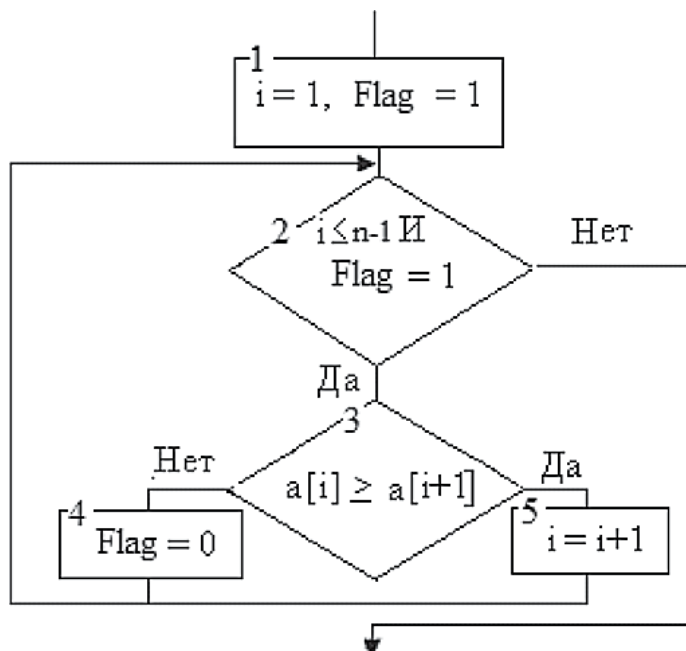 1
i = 1, Flag = 1
2 i ≤ n-1 И
Flag = 1
Нет
Да
3
Нет
a[i] ≥ a[i+1]
Да
4
Flag = 0
5
i = i+1